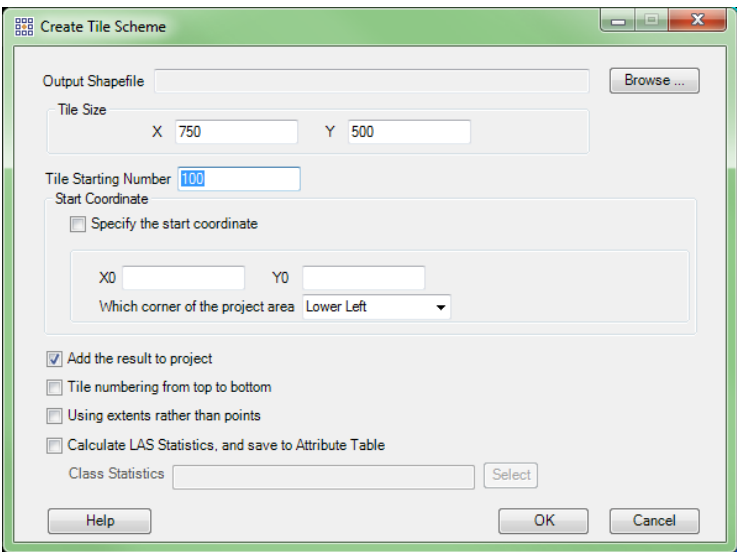 Create Tile Scheme
Output Shapefile Browse ...
Tile Size
X 750 Y 500
Tile Starting Number 100
Start Coordinate
Specify the start coordinate
X0 Y0
Which corner of the project area Lower Left
Add the result to project
Tile numbering from top to bottom
Using extents rather than points
Calculate LAS Statistics, and save to Attribute Table
Class Statistics Select
Help OK Cancel